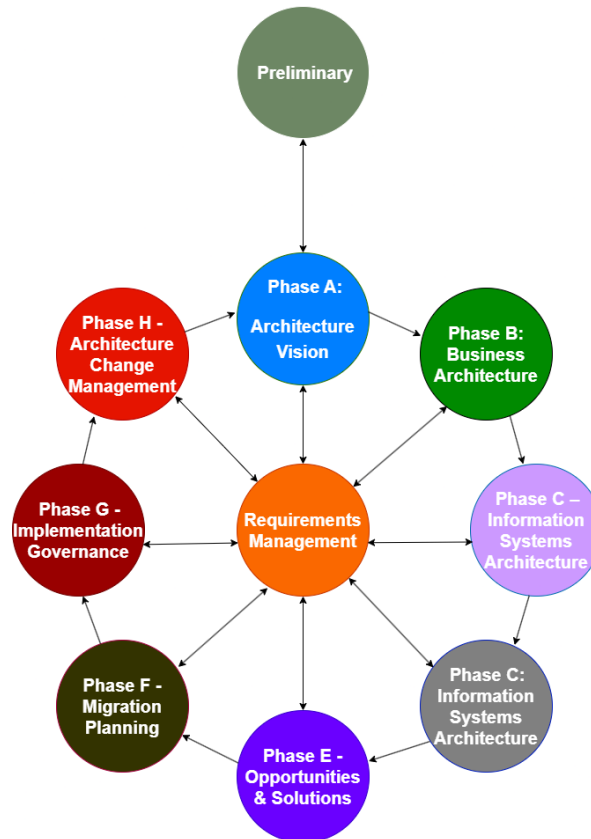 Preliminary
Phase A:
Architecture
Vision
Phase H -
Architecture
Change
Management
Phase B:
Business
Architecture
Phase G -
Implementation
Governance
Requirements
Management
Phase C –
Information
Systems
Architecture
Phase F -
Migration
Planning
Phase C:
Information
Systems
Architecture
Phase E -
Opportunities
& Solutions